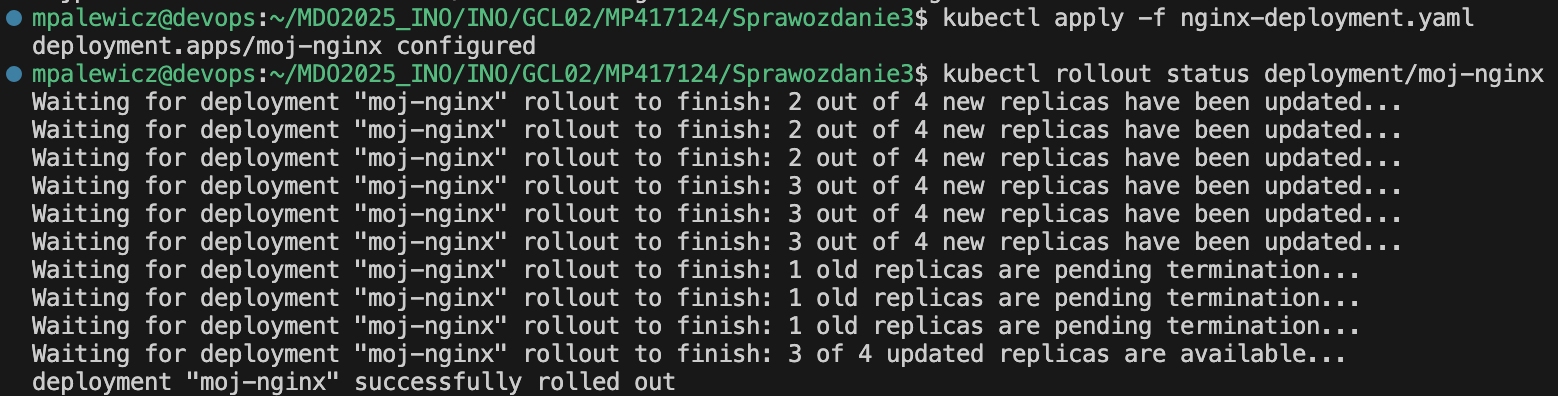 mpalewicz@devops:~/MDO2025_INO/INO/GCL02/MP417124/Sprawozdanie3$ kubectl apply -f nginx-deployment.yaml
deployment.apps/moj-nginx configured
mpalewicz@devops:~/MDO2025_INO/INO/GCL02/MP417124/Sprawozdanie3$ kubectl rollout status deployment/moj-nginx
Waiting for deployment "moj-nginx" rollout to finish: 2 out of 4 new replicas have been updated...
Waiting for deployment "moj-nginx" rollout to finish: 2 out of 4 new replicas have been updated...
Waiting for deployment "moj-nginx" rollout to finish: 2 out of 4 new replicas have been updated...
Waiting for deployment "moj-nginx" rollout to finish: 3 out of 4 new replicas have been updated...
Waiting for deployment "moj-nginx" rollout to finish: 3 out of 4 new replicas have been updated...
Waiting for deployment "moj-nginx" rollout to finish: 3 out of 4 new replicas have been updated...
Waiting for deployment "moj-nginx" rollout to finish: 1 old replicas are pending termination...
Waiting for deployment "moj-nginx" rollout to finish: 1 old replicas are pending termination...
Waiting for deployment "moj-nginx" rollout to finish: 1 old replicas are pending termination...
Waiting for deployment "moj-nginx" rollout to finish: 3 of 4 updated replicas are available...
deployment "moj-nginx" successfully rolled out